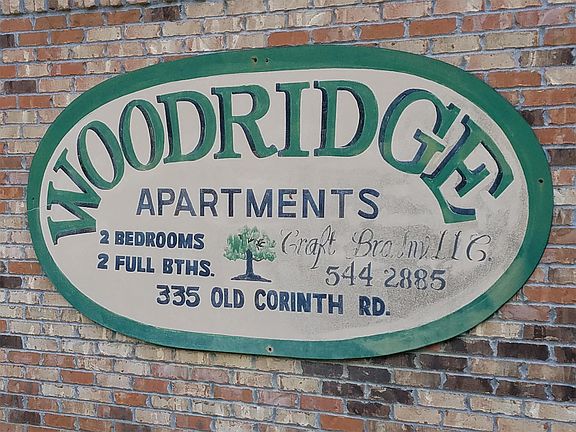 WOODRIDGE
APARTMENTS
2 BEDROOMS
2 FULL BTHS.
Craft Bro. Inv. LLC.
544 2885
335 OLD CORINTH RD.